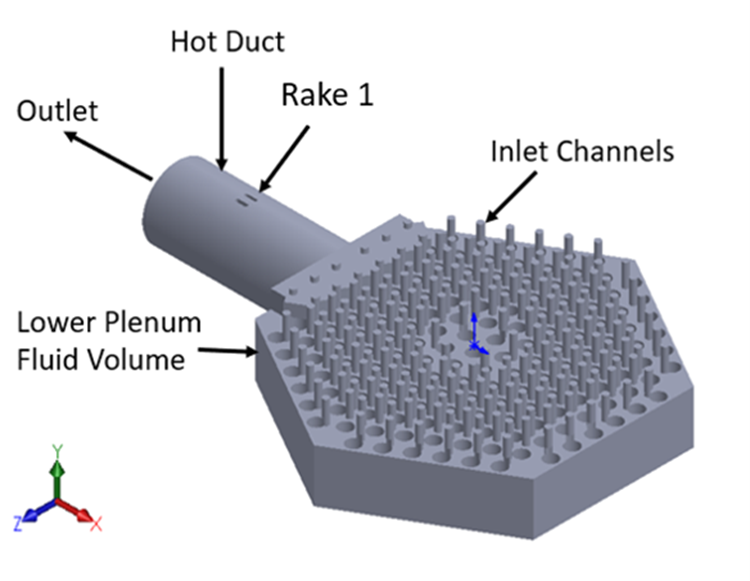 Hot Duct
Rake 1
Outlet
Inlet Channels
Lower Plenum
Fluid Volume
Y
Z
X